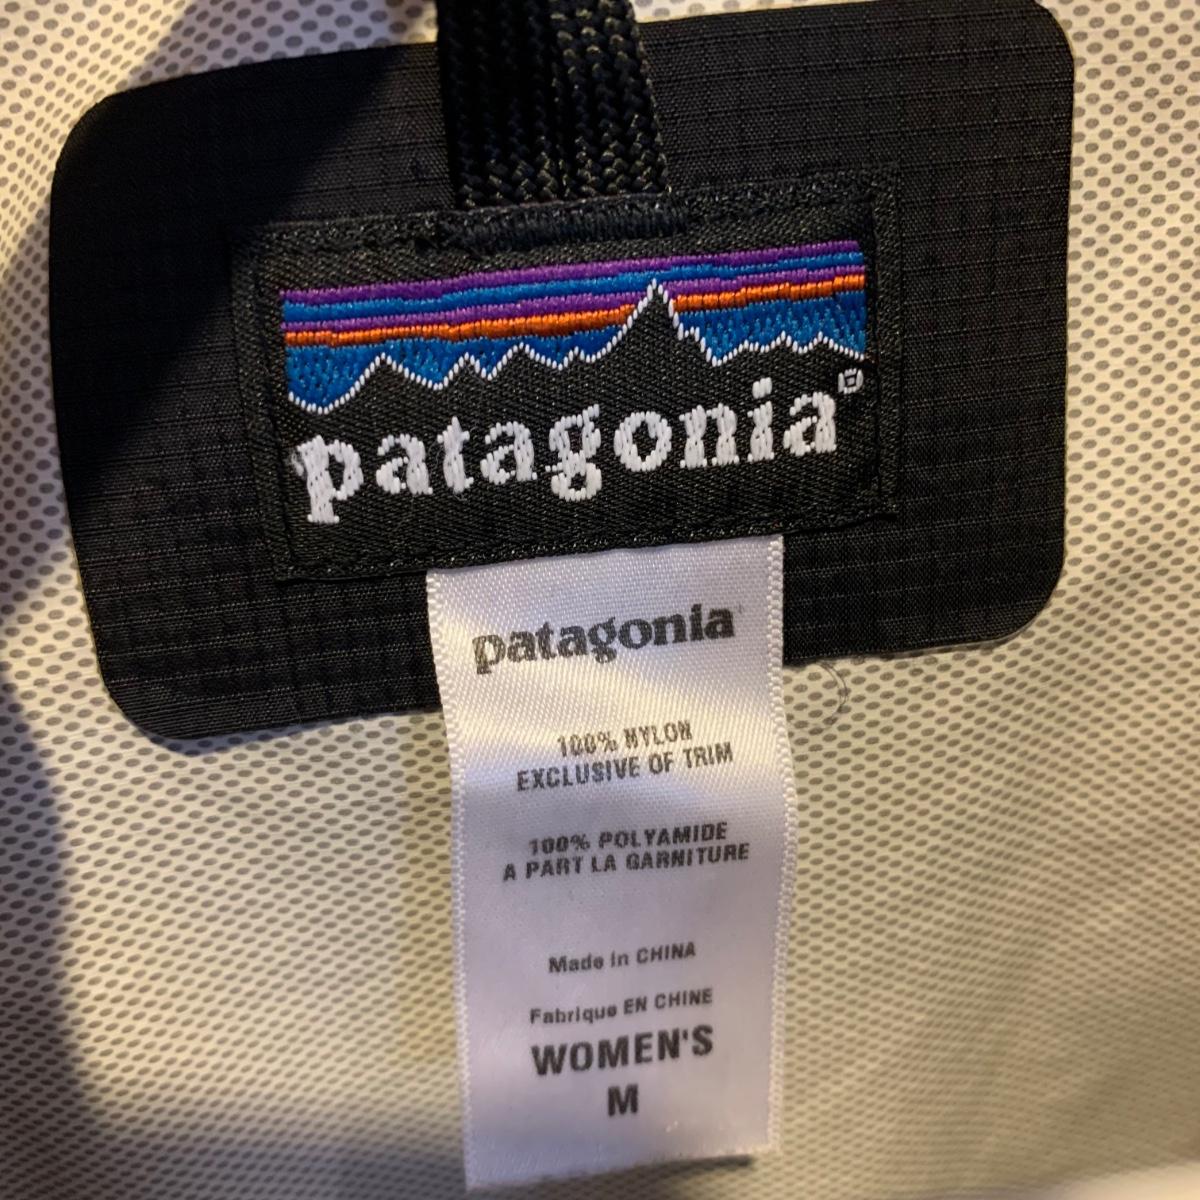 patagonia®
patagonia
100% NYLON
EXCLUSIVE OF TRIM
100% POLYAMIDE
A PART LA GARNITURE
Made in CHINA
Fabrique EN CHINE
WOMEN'S
M